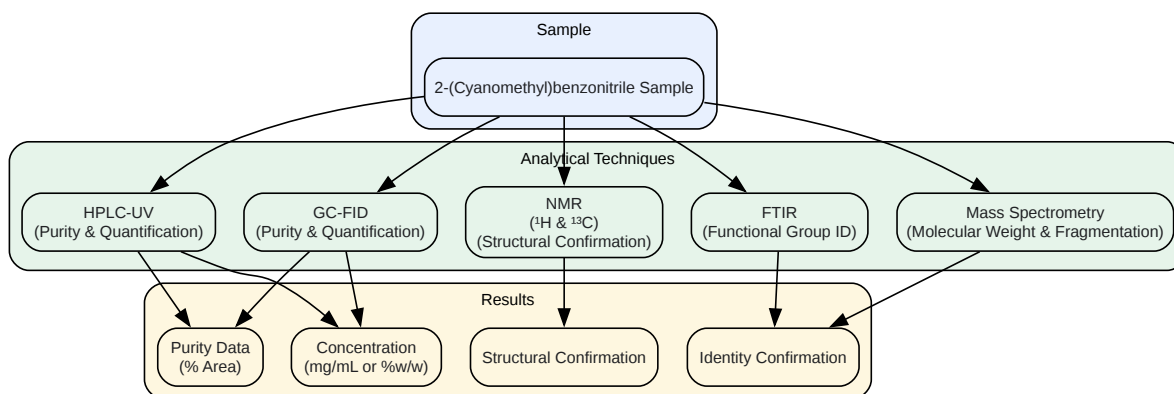 Sample
2-(Cyanomethyl)benzonitrile Sample
Analytical Techniques
HPLC-UV
(Purity & Quantification)
GC-FID
(Purity & Quantification)
NMR
(¹H & ¹³C)
(Structural Confirmation)
FTIR
(Functional Group ID)
Mass Spectrometry
(Molecular Weight & Fragmentation)
Results
Purity Data
(% Area)
Concentration
(mg/mL or %w/w)
Structural Confirmation
Identity Confirmation